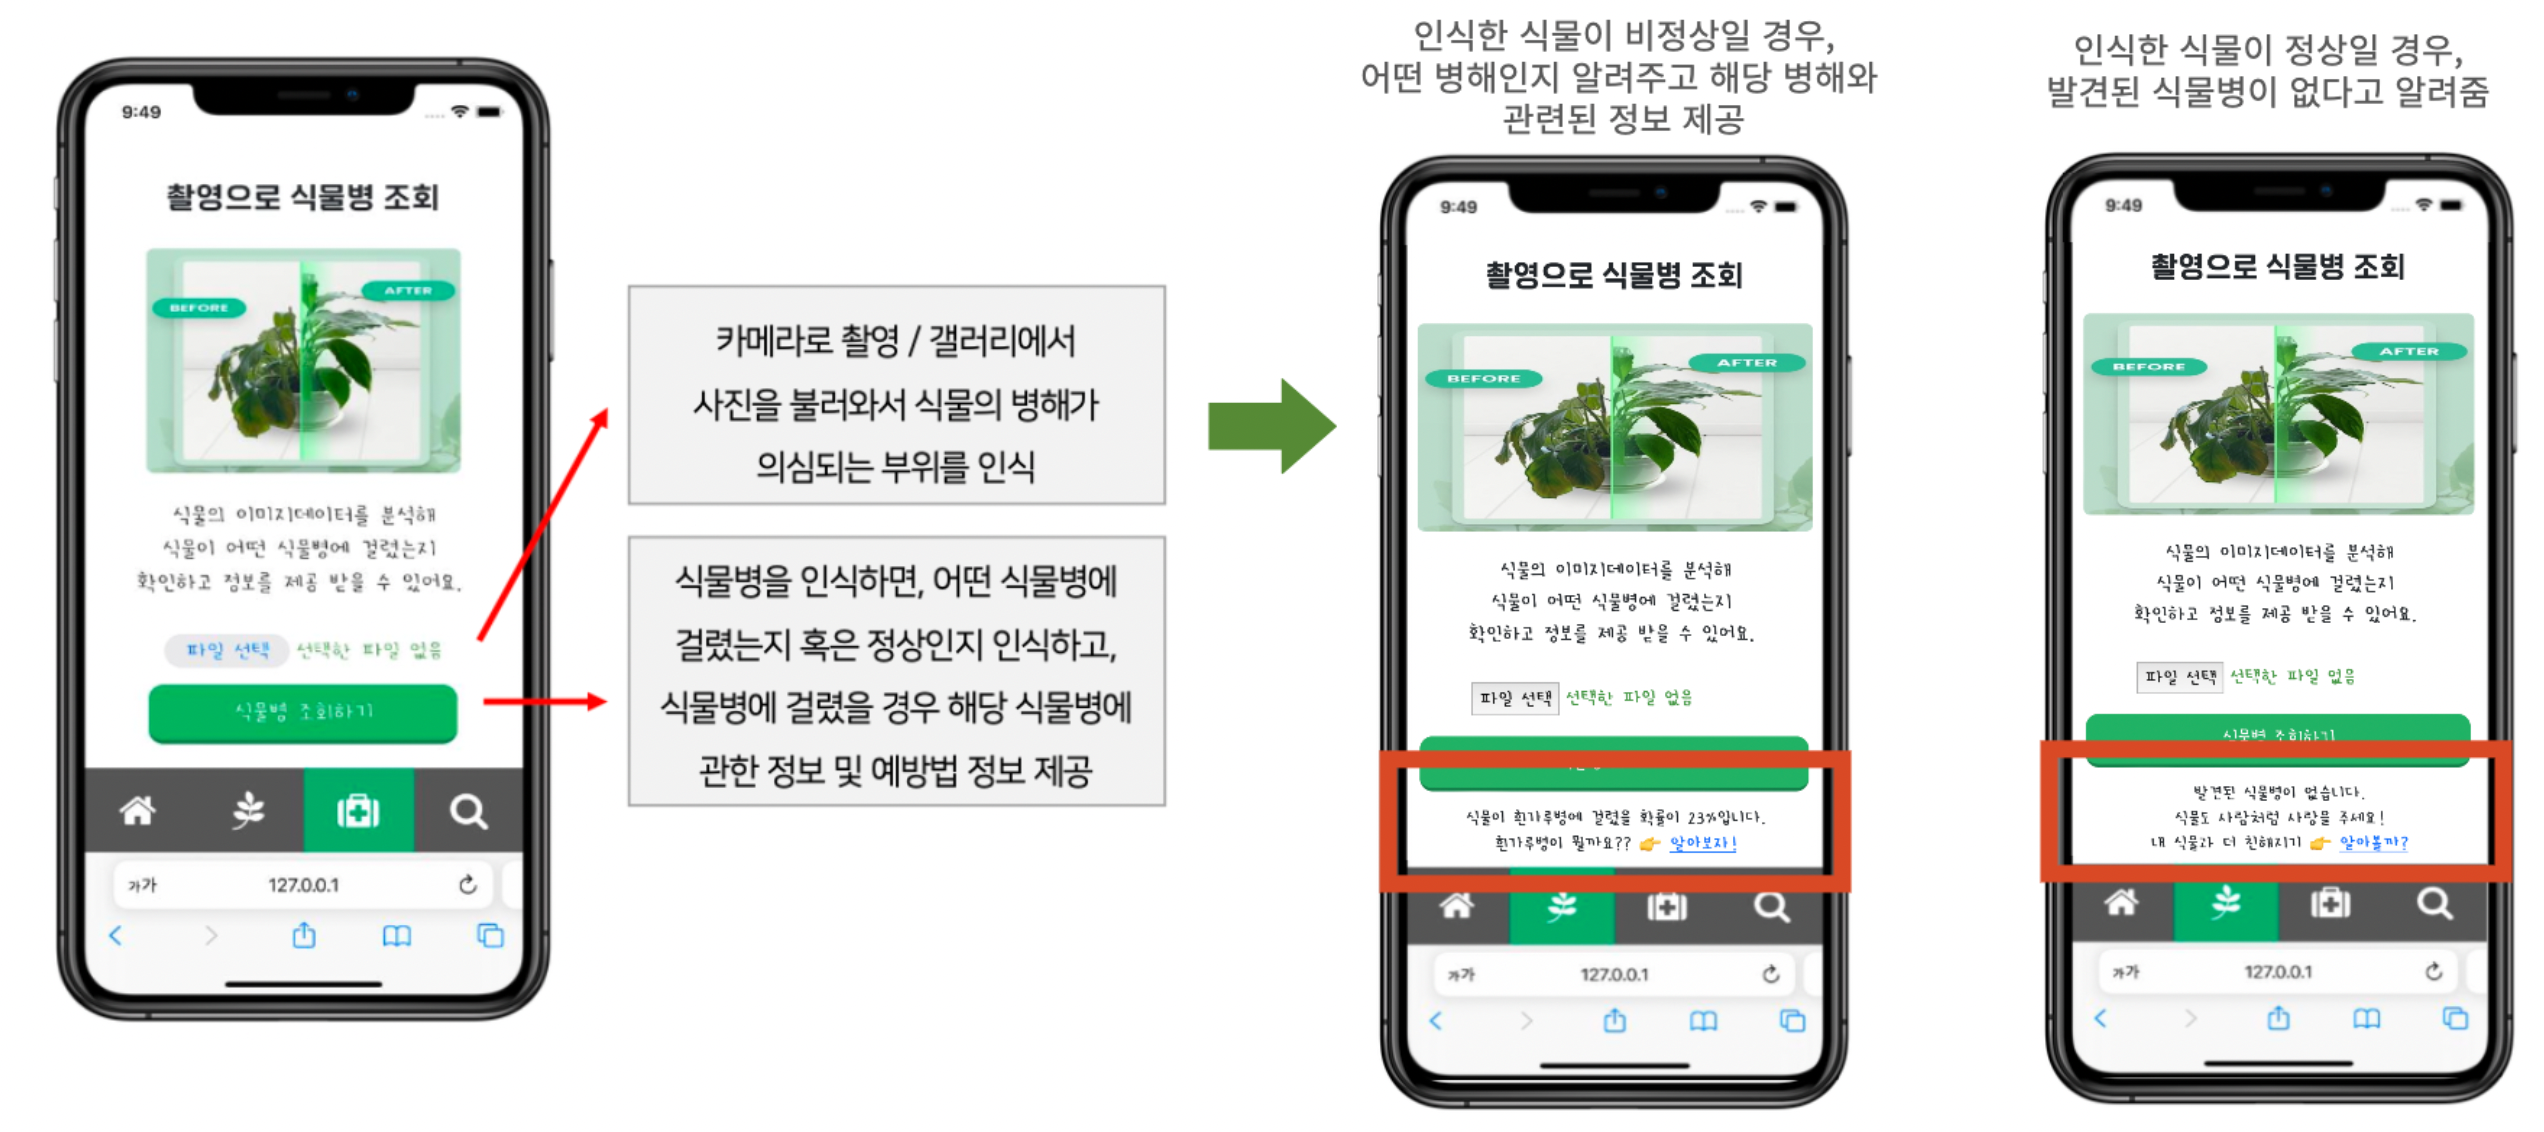 9:49
촬영으로 식물병 조회
BEFORE
AFTER
식물의 이미지데이터를 분석해
식물이 어떤 식물병에 걸렸는지
확인하고 정보를 제공 받을 수 있어요.
파일 선택 선택한 파일 없음
식물병 조회하기
가가 127.0.0.1
카메라로 촬영 / 갤러리에서
사진을 불러와서 식물의 병해가
의심되는 부위를 인식
식물병을 인식하면, 어떤 식물병에
걸렸는지 혹은 정상인지 인식하고,
식물병에 걸렸을 경우 해당 식물병에
관한 정보 및 예방법 정보 제공
인식한 식물이 비정상일 경우,
어떤 병해인지 알려주고 해당 병해와
관련된 정보 제공
9:49
촬영으로 식물병 조회
BEFORE
AFTER
식물의 이미지데이터를 분석해
식물이 어떤 식물병에 걸렸는지
확인하고 정보를 제공 받을 수 있어요.
파일 선택 선택한 파일 없음
식물이 흰가루병에 걸렸을 확률이 23%입니다.
흰가루병이 뭘까요?? 👉 알아보자!
가가 127.0.0.1
인식한 식물이 정상일 경우,
발견된 식물병이 없다고 알려줌
9:49
촬영으로 식물병 조회
BEFORE
AFTER
식물의 이미지데이터를 분석해
식물이 어떤 식물병에 걸렸는지
확인하고 정보를 제공 받을 수 있어요.
파일 선택 선택한 파일 없음
식물병 조회하기
발견된 식물병이 없습니다.
식물도 사람처럼 사랑을 주세요!
내 식물과 더 친해지기 👉 알아볼까?
가가 127.0.0.1